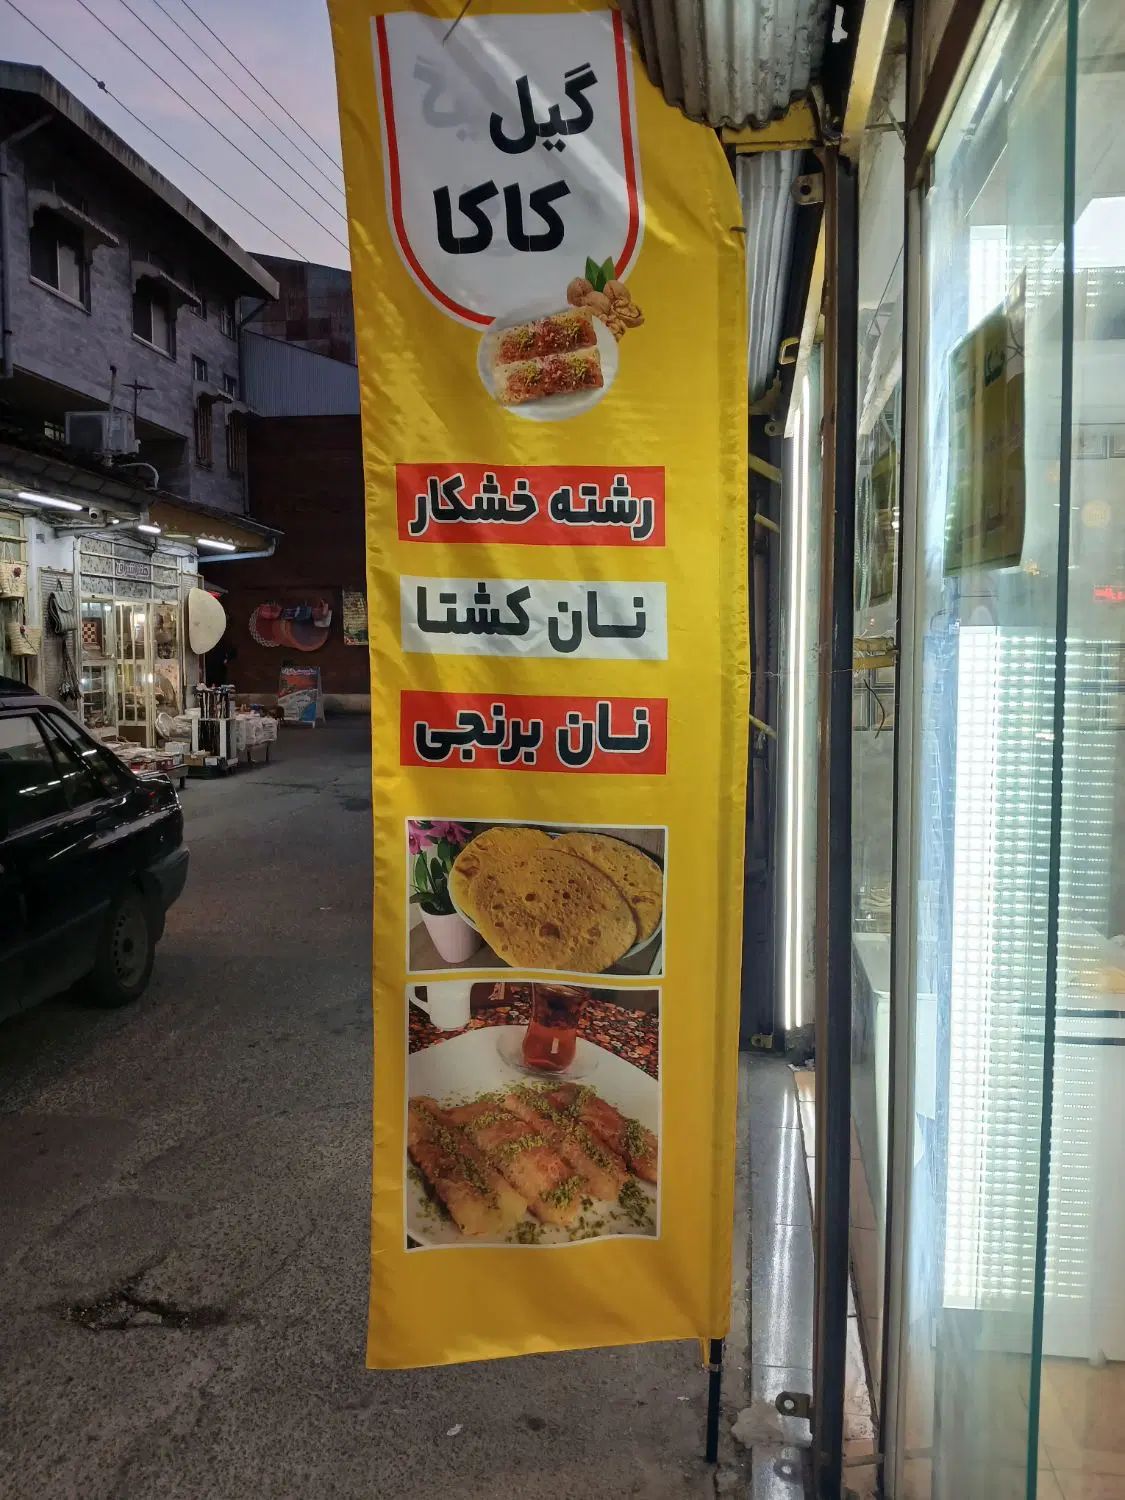 گیل
کاکا
رشته خشکار
نان کشتا
نان برنجی